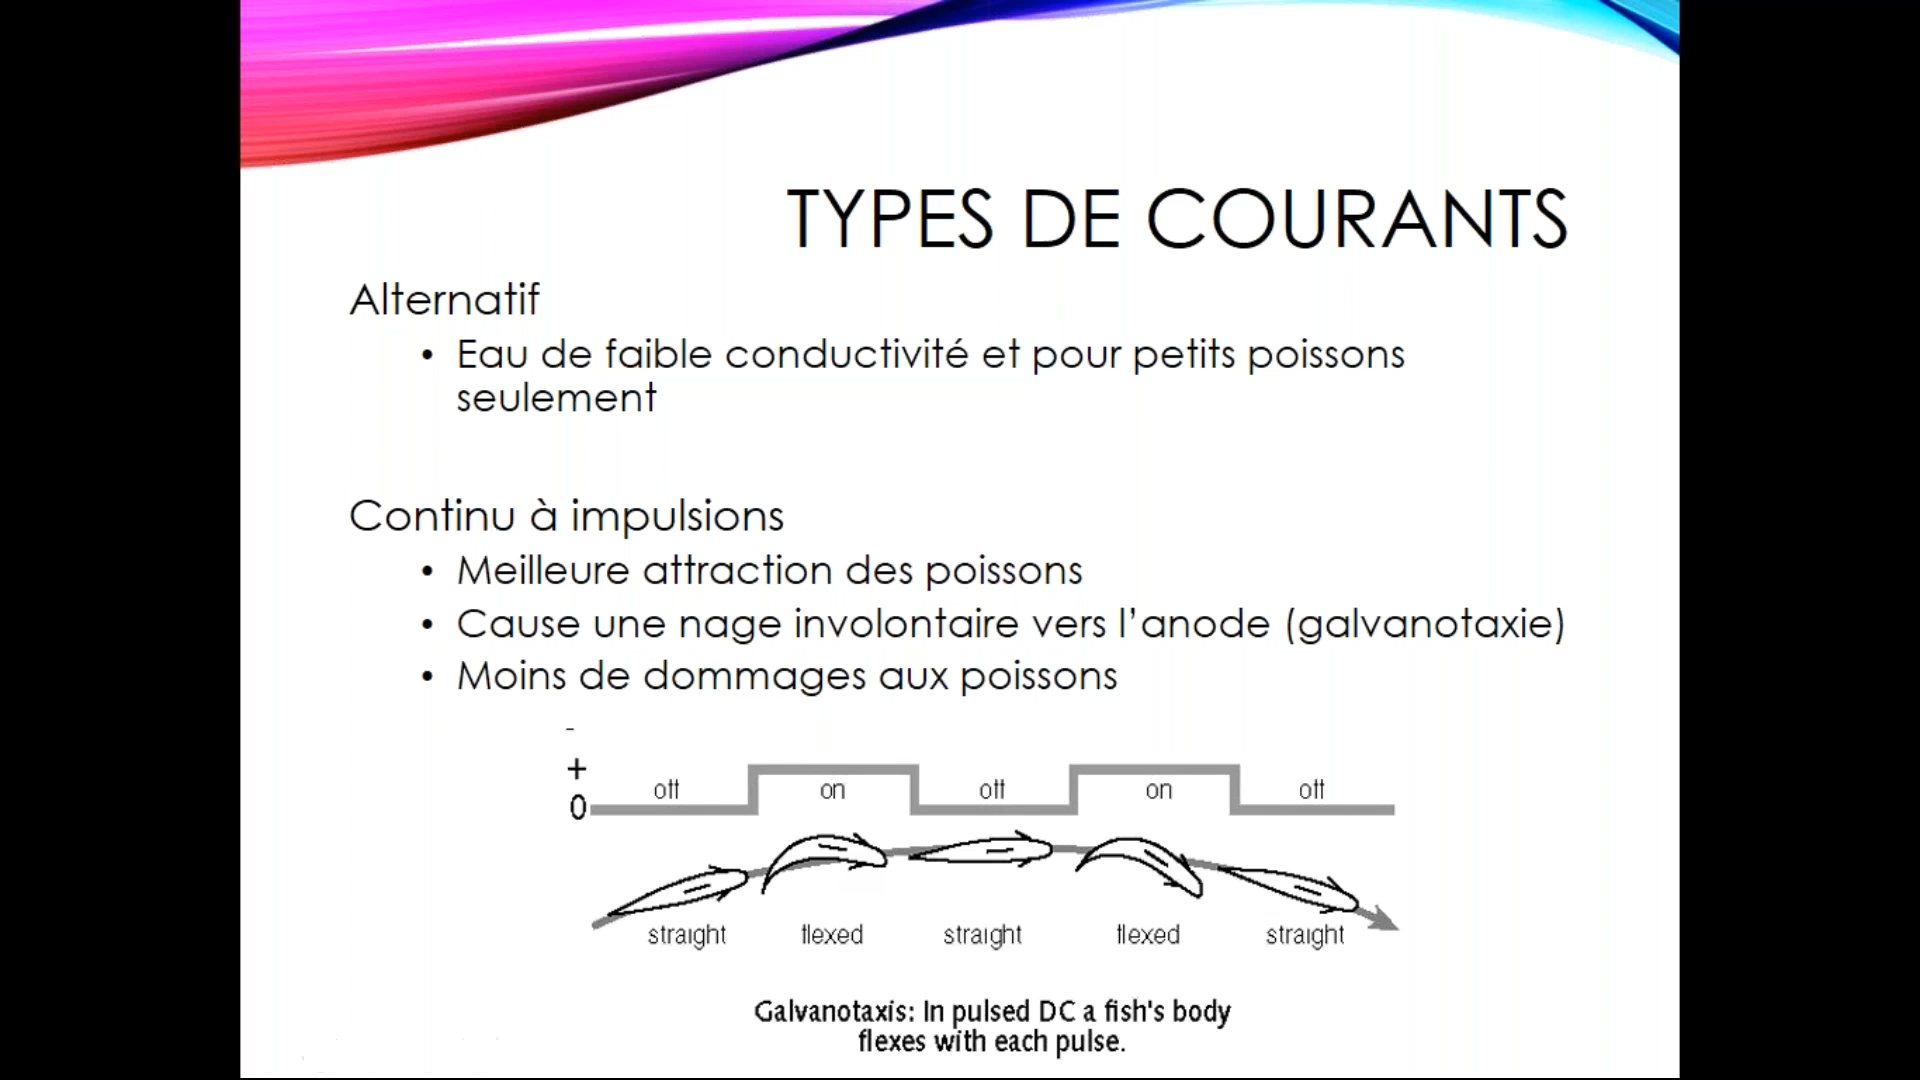 TYPES DE COURANTS
Alternatif
• Eau de faible conductivité et pour petits poissons
seulement
Continu à impulsions
• Meilleure attraction des poissons
• Cause une nage involontaire vers l’anode (galvanotaxie)
• Moins de dommages aux poissons
-
+
off on off on off
0
straight flexed straight flexed straight
Galvanotaxis: In pulsed DC a fish's body
flexes with each pulse.